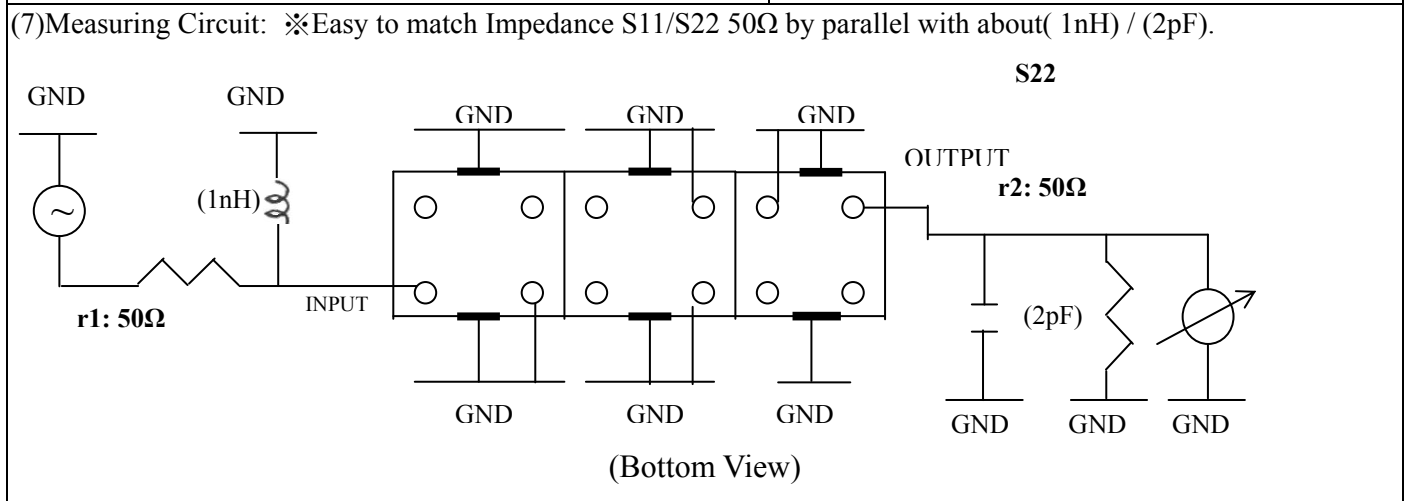 (7)Measuring Circuit: ※Easy to match Impedance S11/S22 50Ω by parallel with about( 1nH) / (2pF).
S22
GND GND GND GND GND
OUTPUT
(1nH) r2: 50Ω
~
INPUT (2pF)
r1: 50Ω
GND GND GND GND GND GND
(Bottom View)